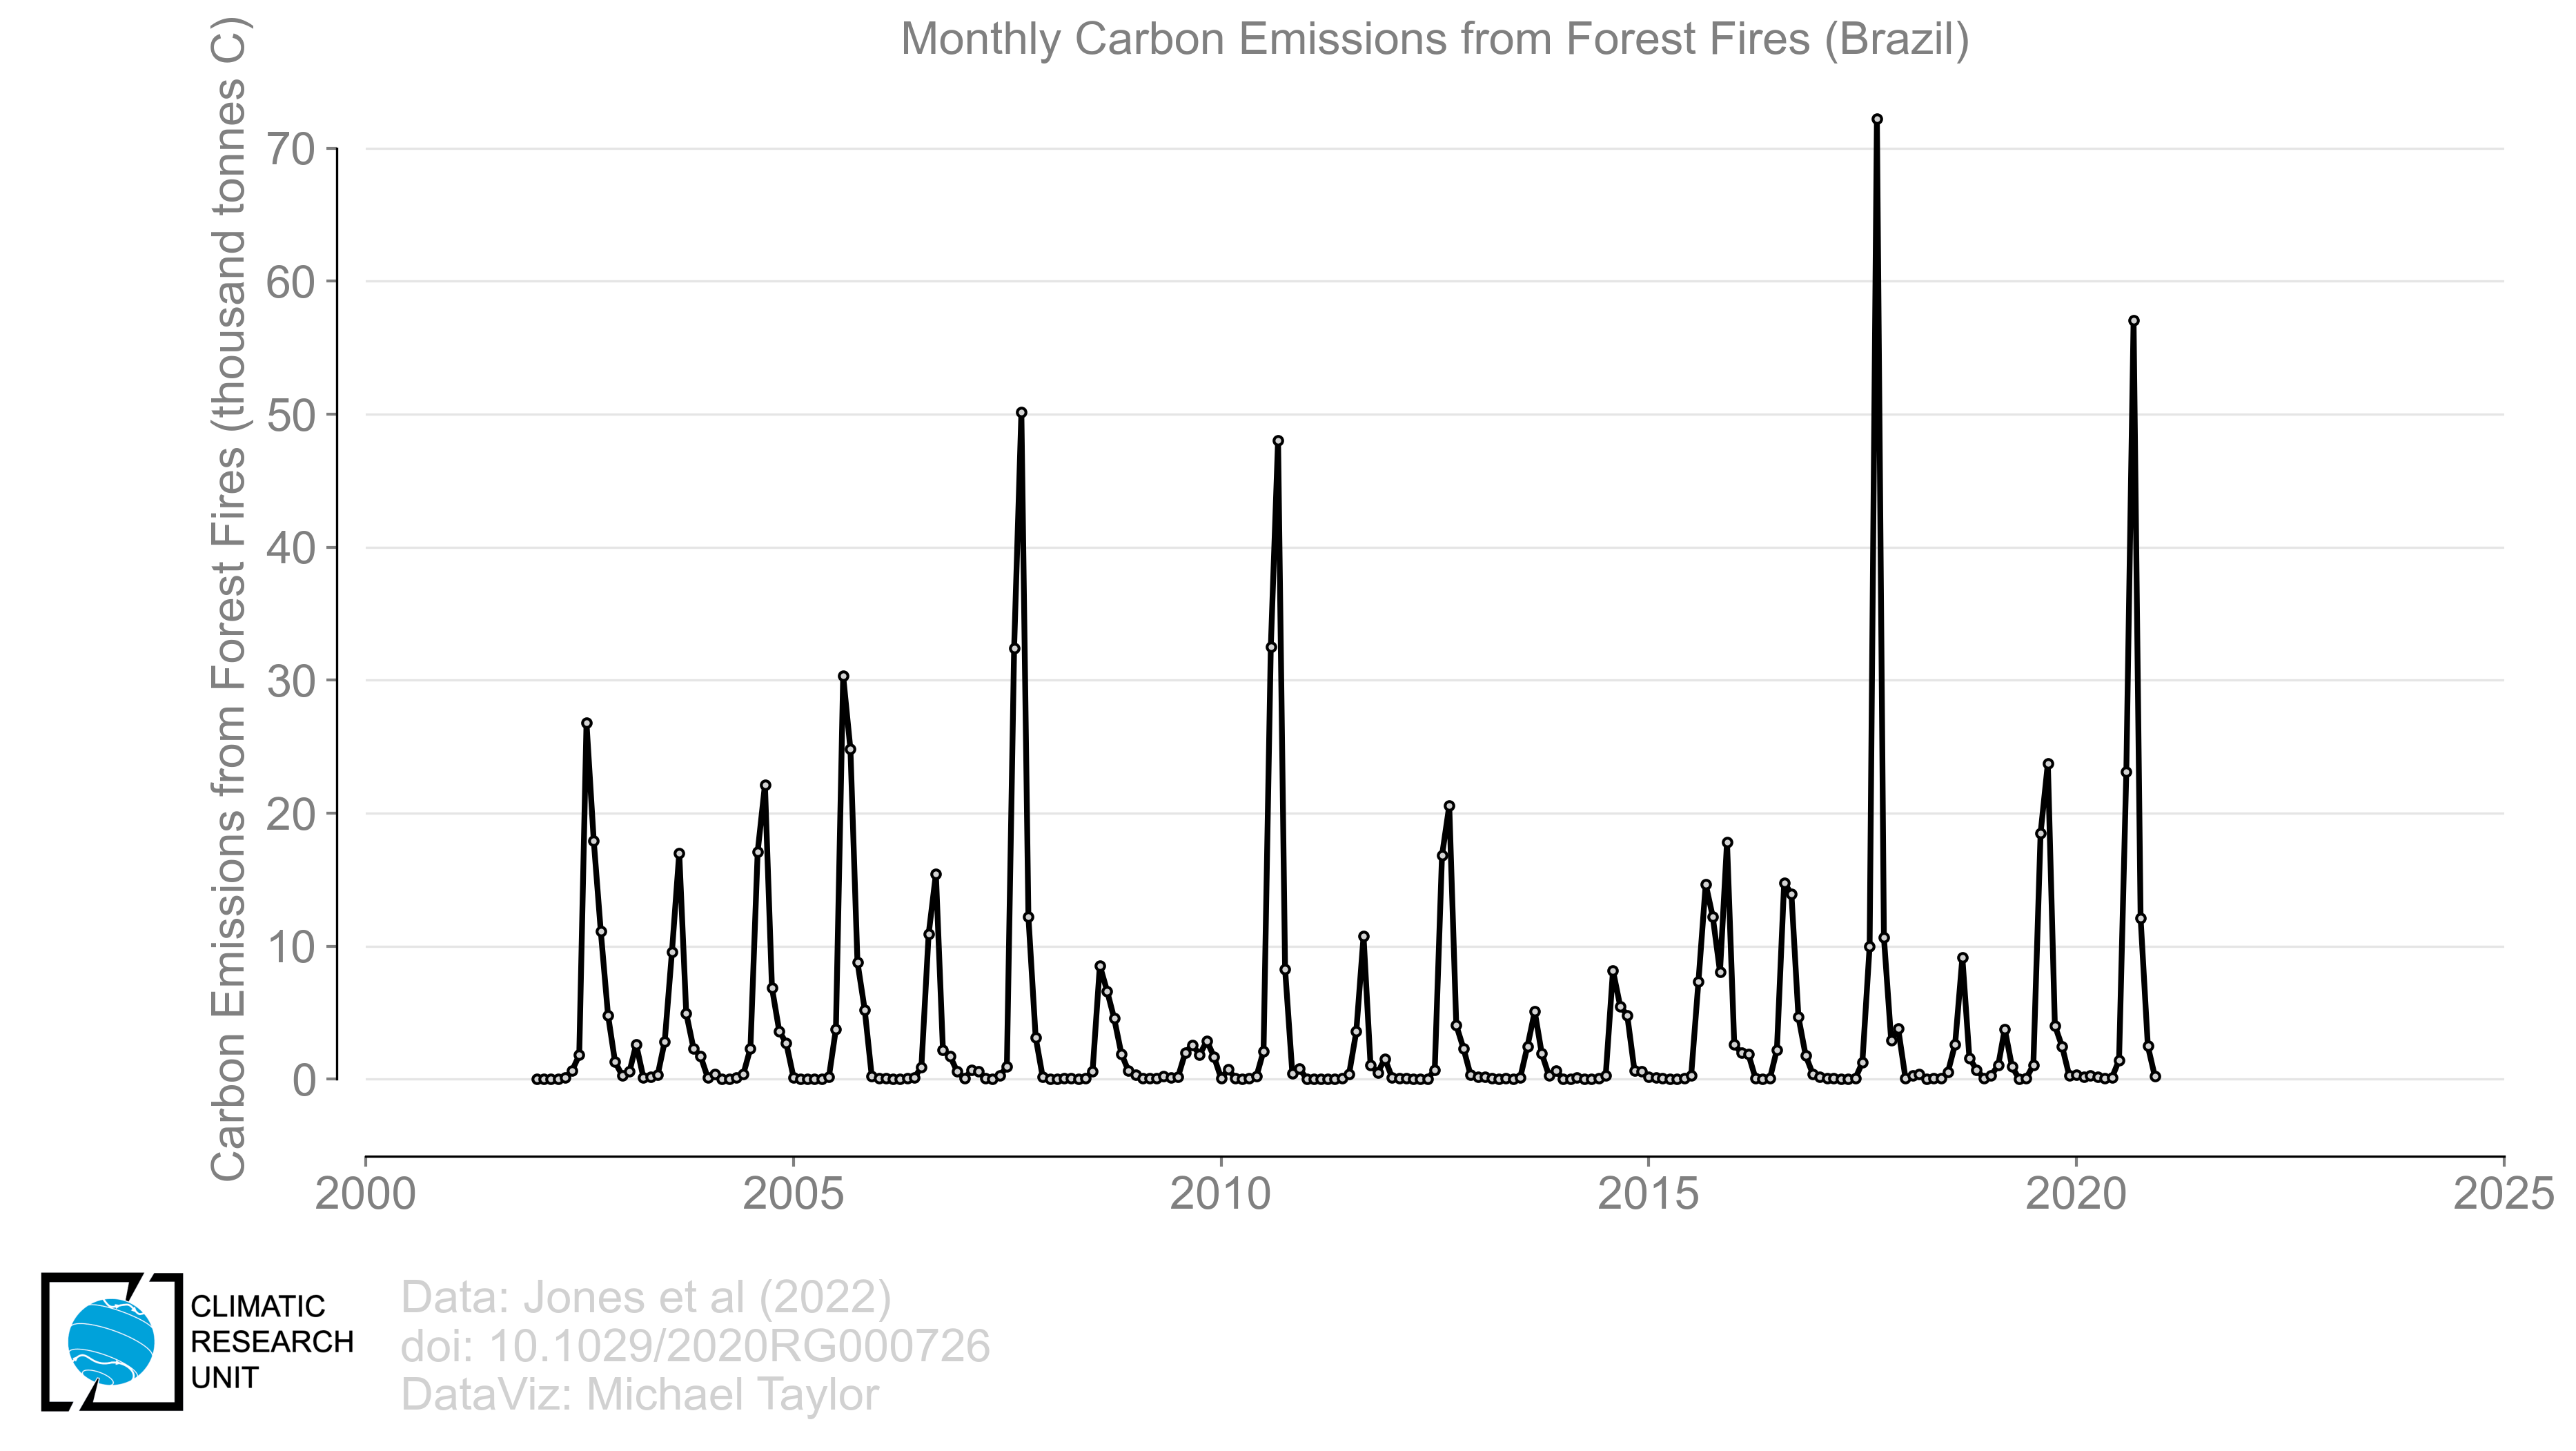 Monthly Carbon Emissions from Forest Fires (Brazil)
Carbon Emissions from Forest Fires (thousand tonnes C)
70
60
50
40
30
20
10
0
2000 2005 2010 2015 2020 2025
CLIMATIC
RESEARCH
UNIT
Data: Jones et al (2022)
doi: 10.1029/2020RG000726
DataViz: Michael Taylor